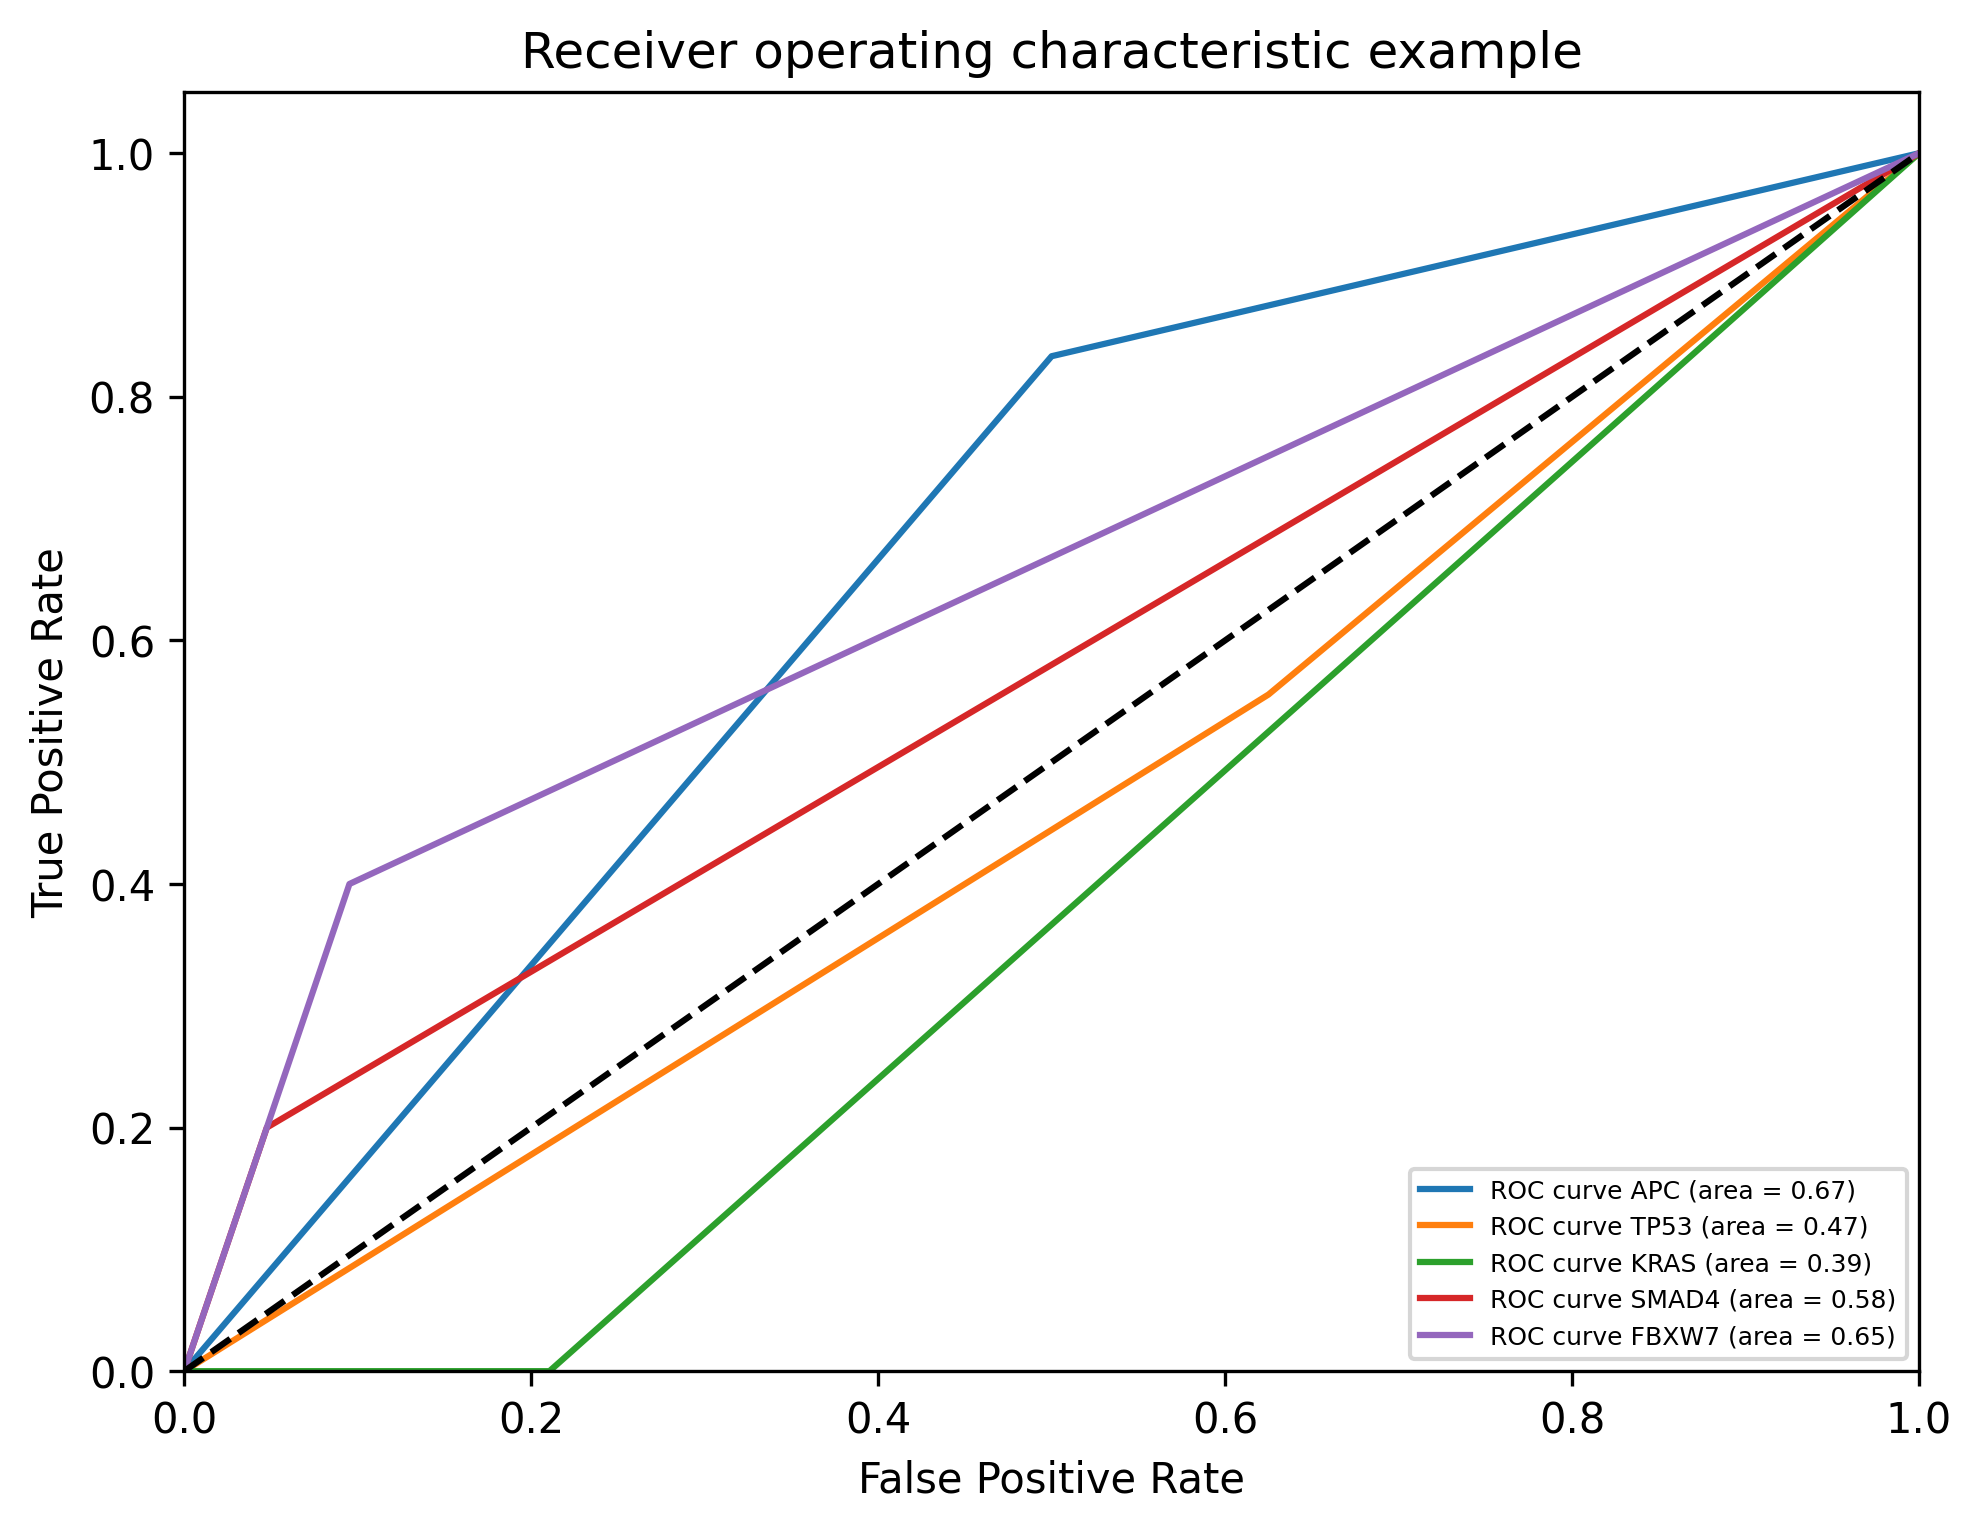 Receiver operating characteristic example
True Positive Rate
1.0
0.8
0.6
0.4
0.2
0.0
0.0 0.2 0.4 0.6 0.8 1.0
False Positive Rate
ROC curve APC (area = 0.67)
ROC curve TP53 (area = 0.47)
ROC curve KRAS (area = 0.39)
ROC curve SMAD4 (area = 0.58)
ROC curve FBXW7 (area = 0.65)